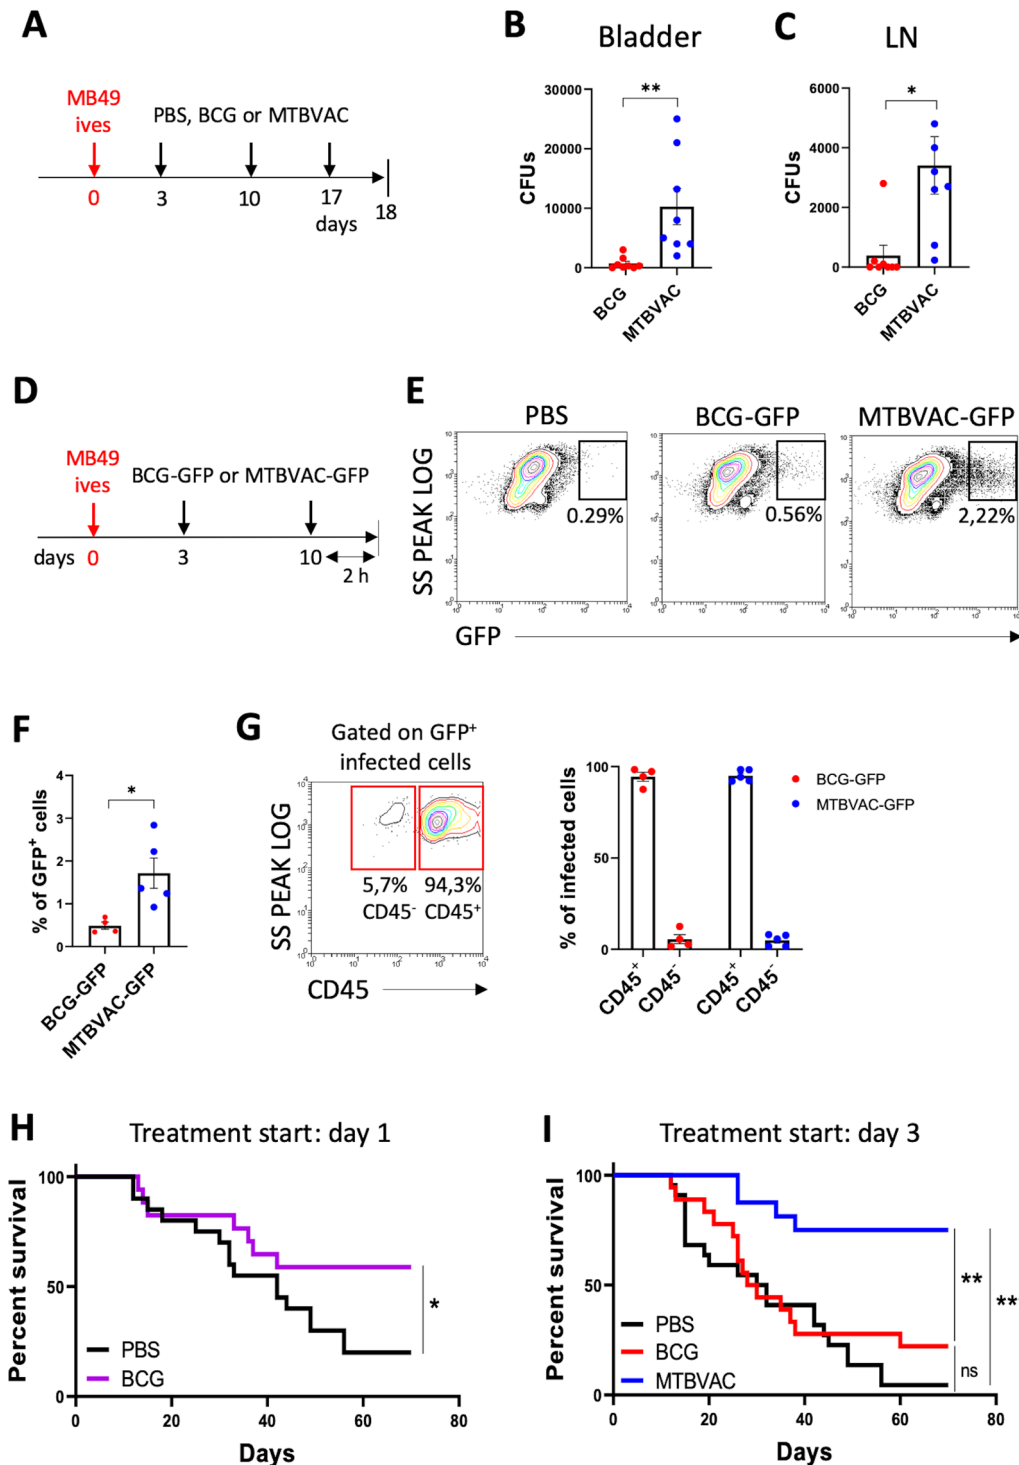 A
MB49
ives
PBS, BCG or MTBVAC
0
3
10
17
18
days
B
Bladder
CFUs
30000
20000
10000
0
**
BCG
MTBVAC
C
LN
CFUs
6000
4000
2000
0
*
BCG
MTBVAC
D
MB49
ives
BCG-GFP or MTBVAC-GFP
days
0
3
10
2 h
E
PBS
BCG-GFP
MTBVAC-GFP
SS PEAK LOG
0.29%
0.56%
2,22%
GFP
F
% of GFP+ cells
4
3
2
1
0
*
BCG-GFP
MTBVAC-GFP
G
Gated on GFP+
infected cells
SS PEAK LOG
5,7%
94,3%
CD45-
CD45+
CD45
% of infected cells
100
50
0
CD45+
CD45-
CD45+
CD45-
BCG-GFP
MTBVAC-GFP
H
Treatment start: day 1
Percent survival
100
50
0
PBS
BCG
*
0
20
40
60
80
Days
I
Treatment start: day 3
Percent survival
100
50
0
PBS
BCG
MTBVAC
**
**
ns
0
20
40
60
80
Days